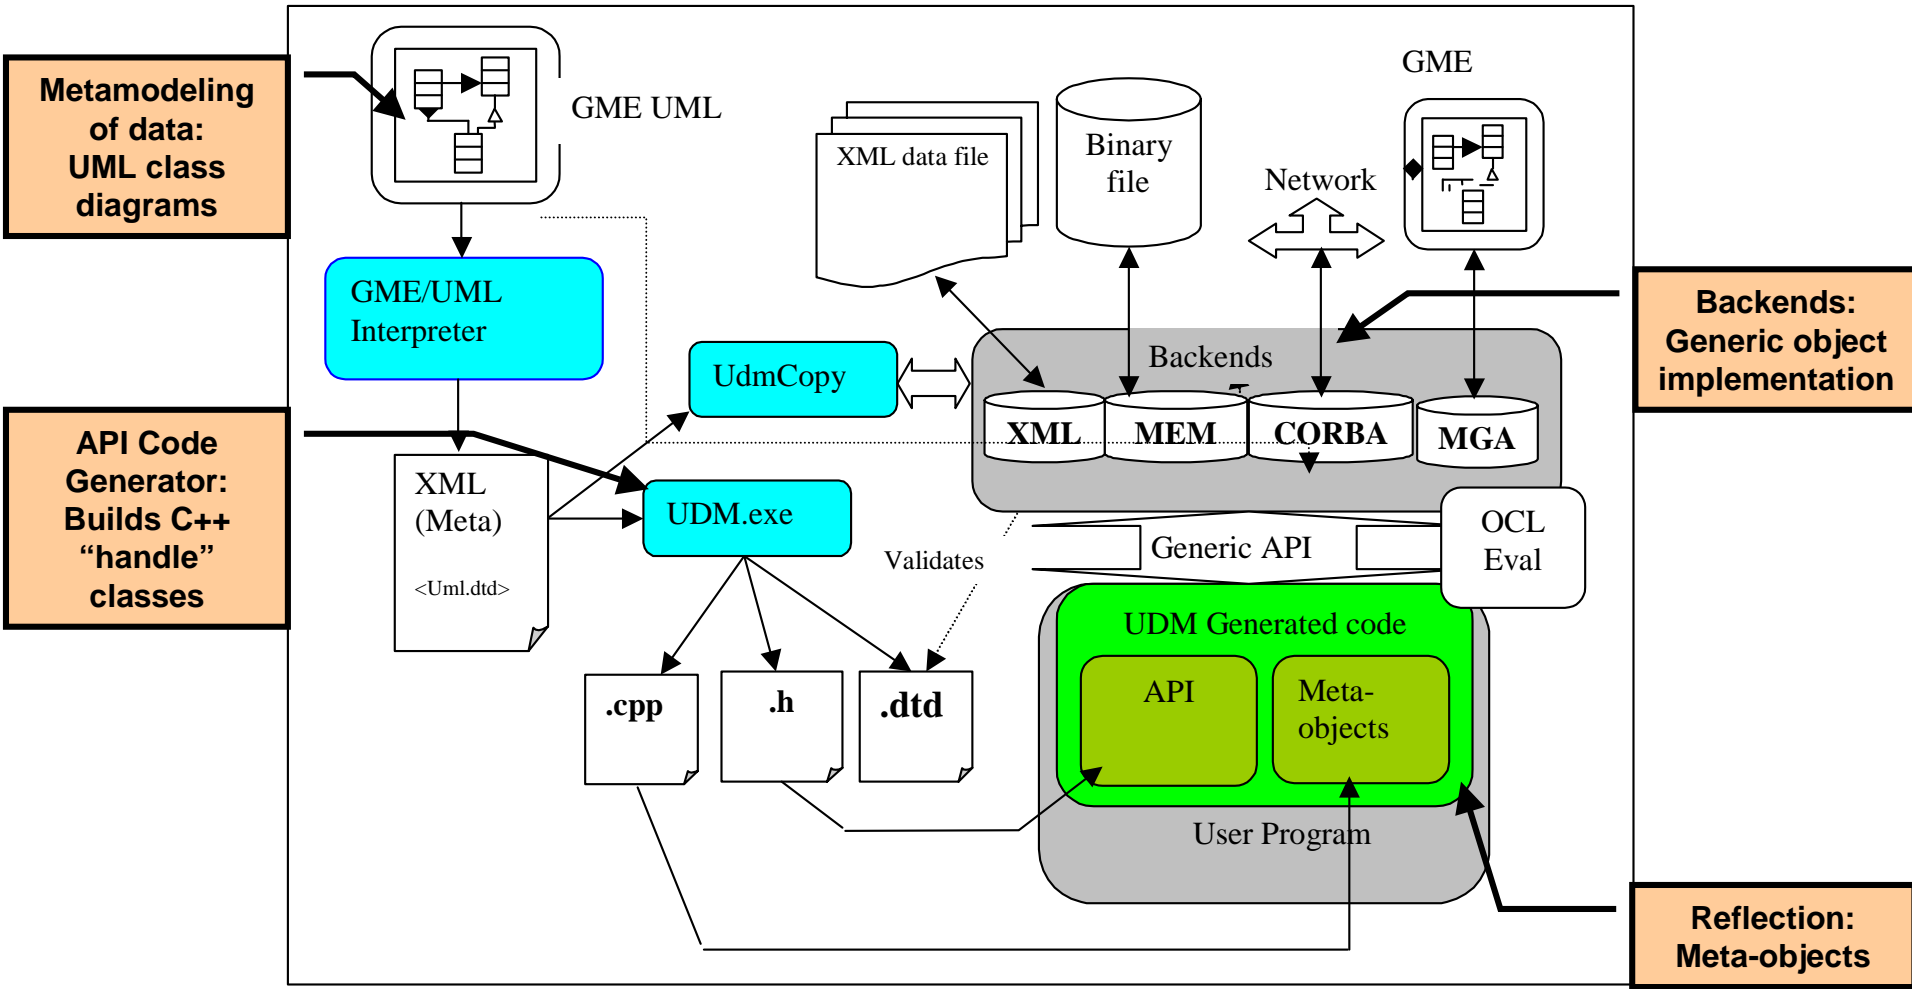 Metamodeling
of data:
UML class
diagrams
GME UML
XML data file
Binary
file
Network
GME
GME/UML
Interpreter
UdmCopy
Backends
XML
MEM
CORBA
MGA
Backends:
Generic object
implementation
API Code
Generator:
Builds C++
“handle”
classes
XML
(Meta)
<Uml.dtd>
UDM.exe
Validates
Generic API
OCL
Eval
UDM Generated code
API
Meta-
objects
User Program
.cpp
.h
.dtd
Reflection:
Meta-objects